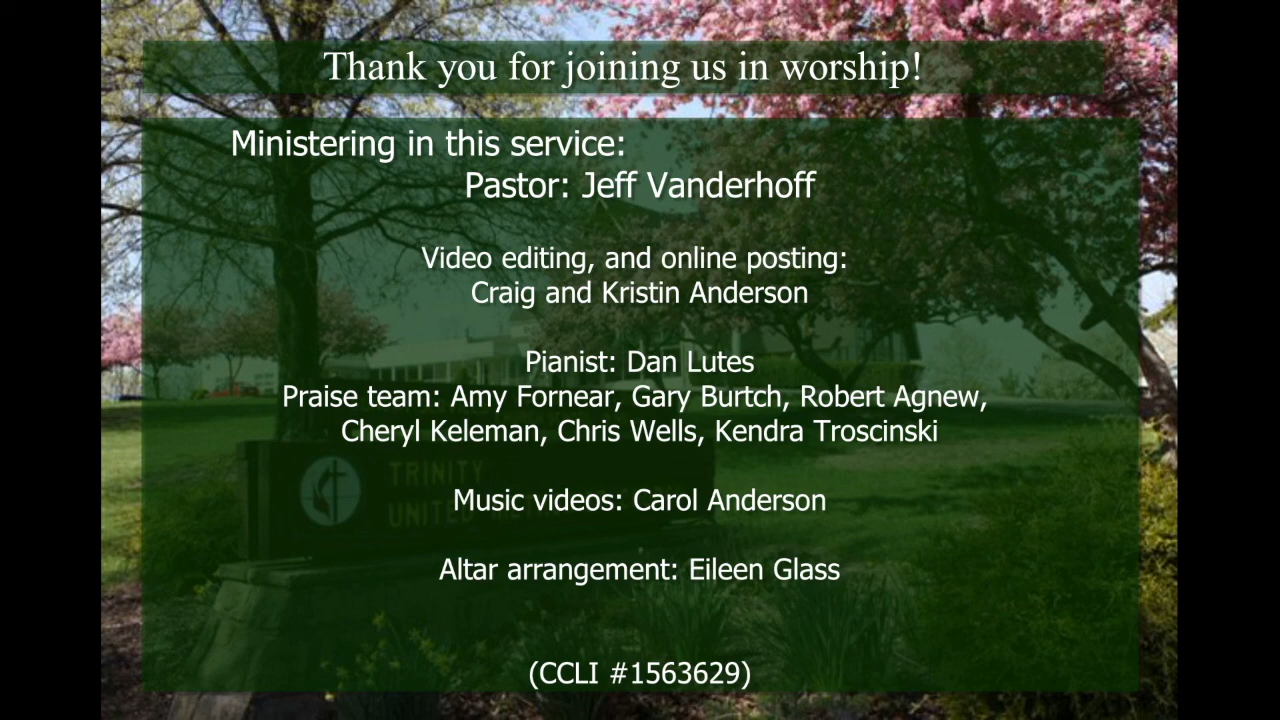 Thank you for joining us in worship!
Ministering in this service:
Pastor: Jeff Vanderhoff
Video editing, and online posting:
Craig and Kristin Anderson
Pianist: Dan Lutes
Praise team: Amy Fornear, Gary Burtch, Robert Agnew,
Cheryl Keleman, Chris Wells, Kendra Troscinski
TRINITY
UNITED
Music videos: Carol Anderson
Altar arrangement: Eileen Glass
(CCLI #1563629)